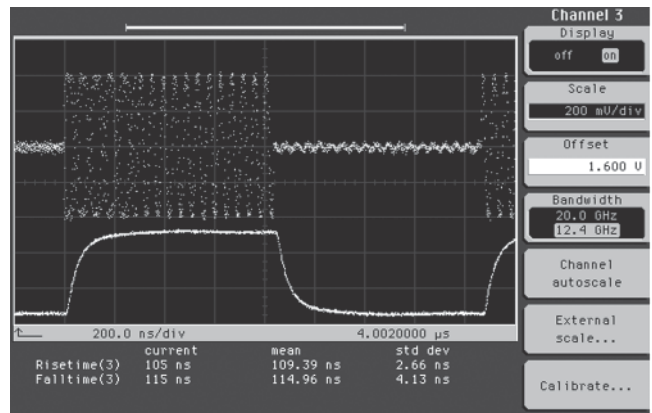 Channel 3
Display
off on
Scale
200 mV/div
Offset
1.600 V
Bandwidth
20.0 GHz
12.4 GHz
Channel
autoscale
External
scale...
Calibrate...
200.0 ns/div 4.0020000 µs
current mean std dev
Risetime(3) 105 ns 109.39 ns 2.66 ns
Falltime(3) 115 ns 114.96 ns 4.13 ns